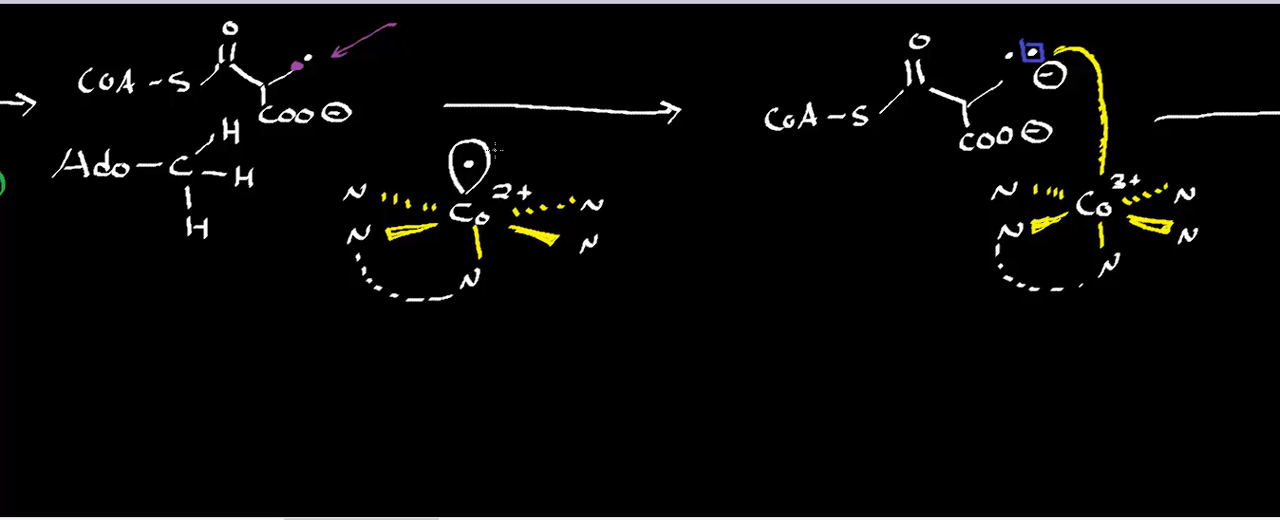 O
CoA - S
COO ⊖
H
Ado - C - H
H
N Co 2+ N
N N
N
O
⊖
CoA - S
COO ⊖
N Co 3+ N
N N
N